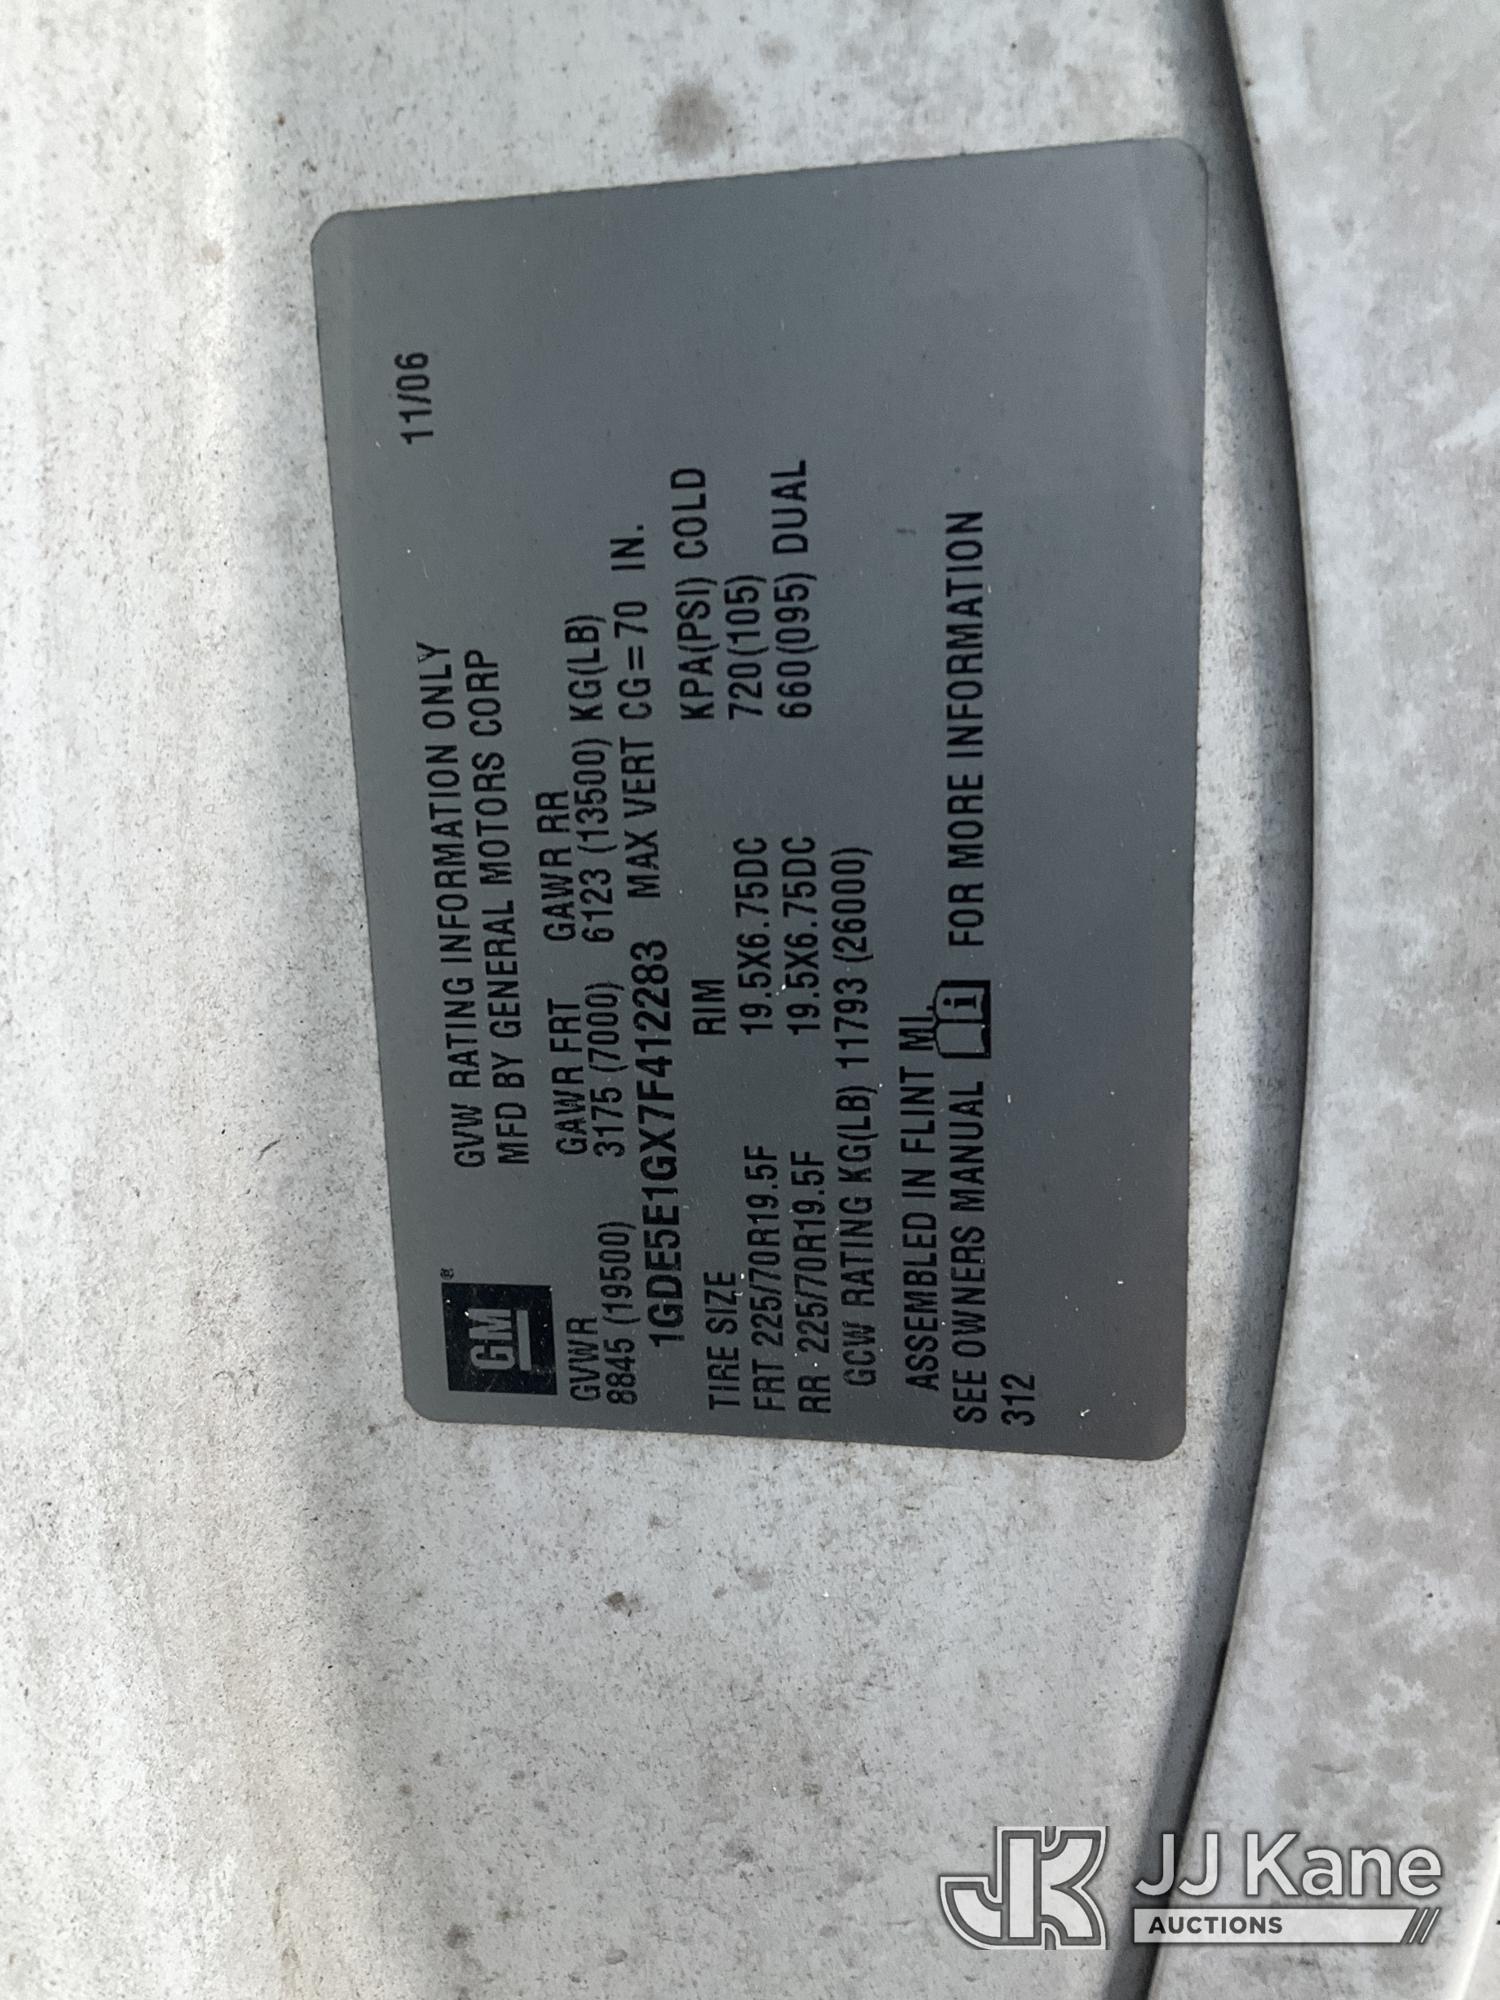 11/06
GM®
GVW RATING INFORMATION ONLY
MFD BY GENERAL MOTORS CORP
GVWR GAWR FRT GAWR RR
8845 (19500) 3175 (7000) 6123 (13500) KG(LB)
1GDE5E1GX7F412283 MAX VERT CG=70 IN.
TIRE SIZE RIM KPA(PSI) COLD
FRT 225/70R19.5F 19.5X6.75DC 720(105)
RR 225/70R19.5F 19.5X6.75DC 660(095) DUAL
GCW RATING KG(LB) 11793 (26000)
ASSEMBLED IN FLINT MI.
SEE OWNERS MANUAL i FOR MORE INFORMATION
312
JK JJ Kane
AUCTIONS